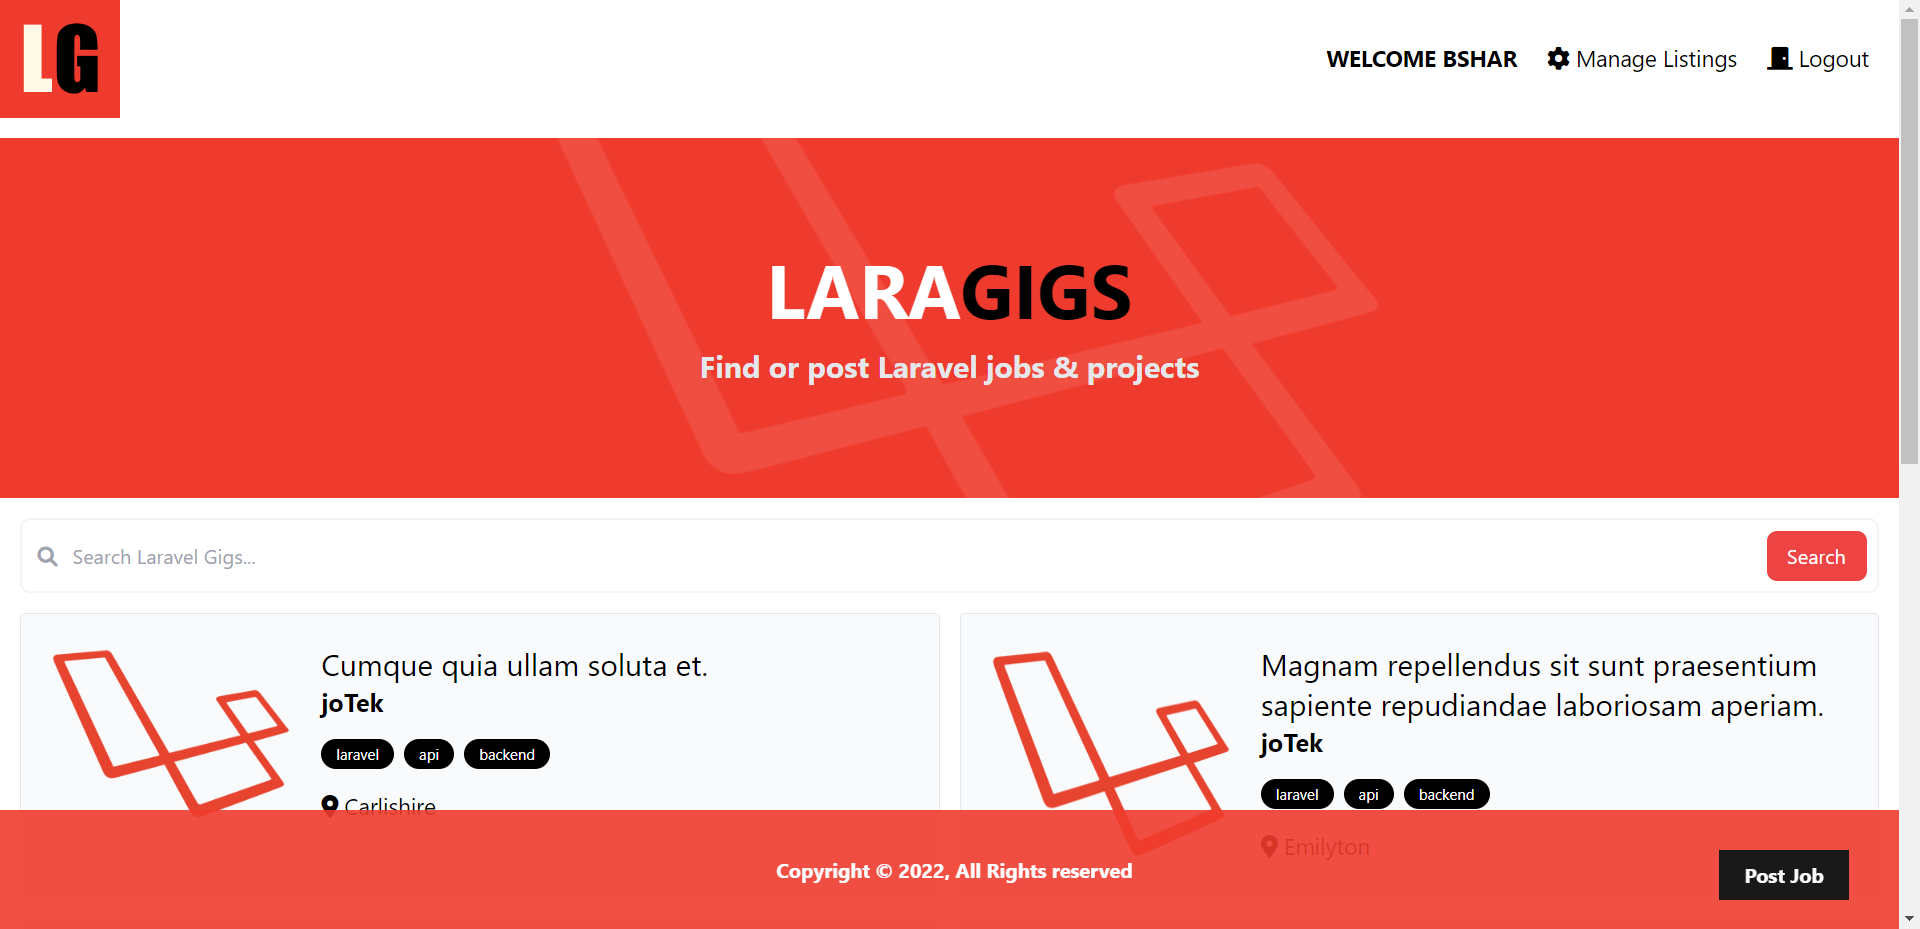 LG
WELCOME BSHAR Manage Listings Logout
LARAGIGS
Find or post Laravel jobs & projects
Search Laravel Gigs...
Search
Cumque quia ullam soluta et.
joTek
laravel api backend
Carlishire
Magnam repellendus sit sunt praesentium
sapiente repudiandae laboriosam aperiam.
joTek
laravel api backend
Emilyton
Copyright © 2022, All Rights reserved
Post Job